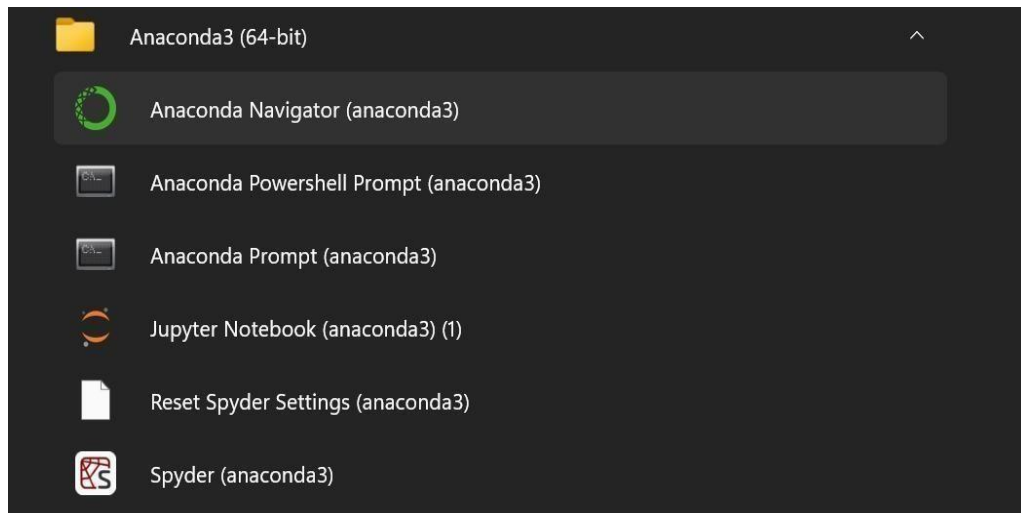 Anaconda3 (64-bit)
Anaconda Navigator (anaconda3)
Anaconda Powershell Prompt (anaconda3)
Anaconda Prompt (anaconda3)
Jupyter Notebook (anaconda3) (1)
Reset Spyder Settings (anaconda3)
Spyder (anaconda3)